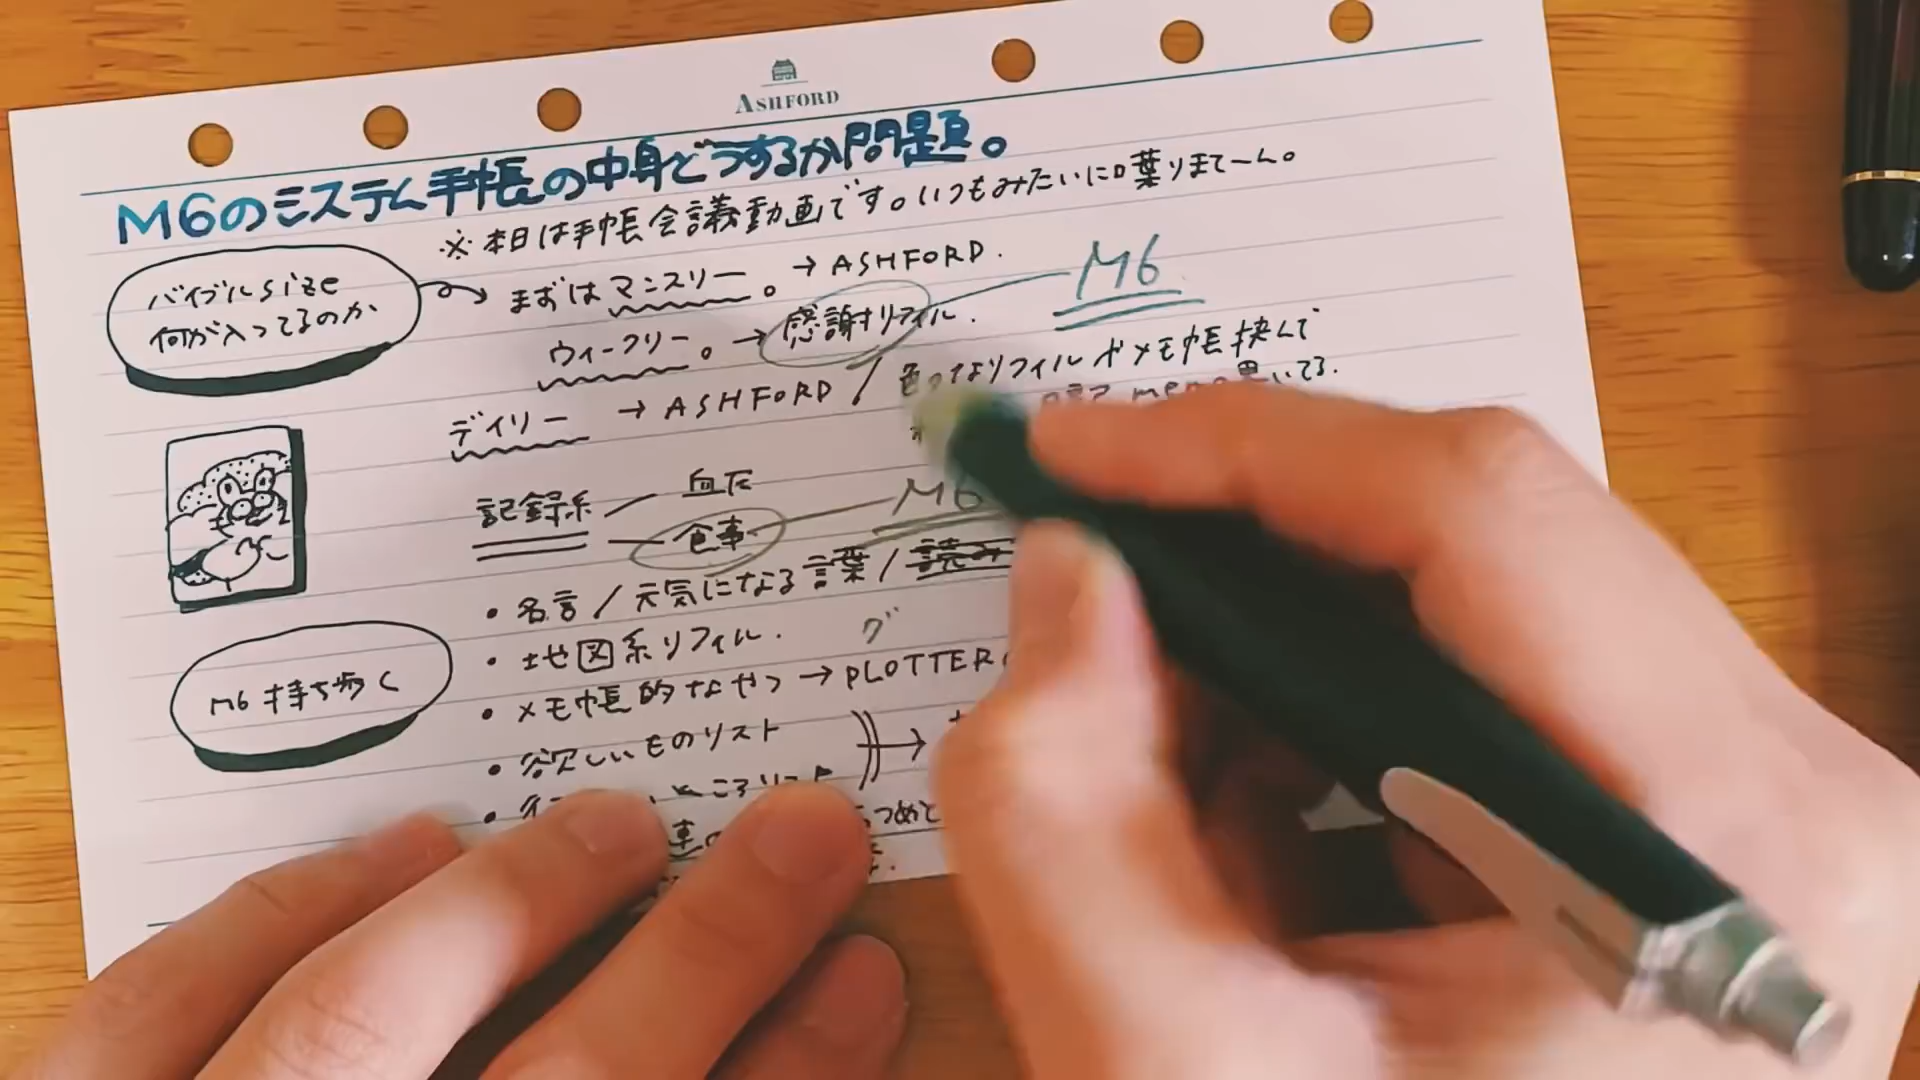 ASHFORD
M6のシステム手帳の中身どうするか問題。
※本日は手帳会議動画です。いつもみたいに喋りまてーん。
バイブルsize
何が入ってるのか
まずはマンスリー。→ASHFORD.
ウィークリー。→感謝リフィル.
M6
デイリー→ASHFORD/
リフィルやメモ帳挟んで
記録系
血圧
食事
M6
・名言/元気になる言葉/読み
・地図系リフィル.
グ
M6持ち歩く
・メモ帳的なやつ→PLOTTER
・欲しいものリスト